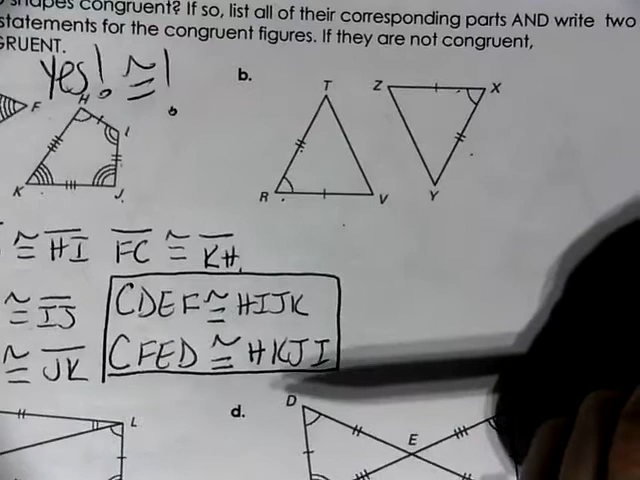 shapes congruent? If so, list all of their corresponding parts AND write two
statements for the congruent figures. If they are not congruent,
GRUENT.
Yes! ≅!
b.
F
H
I
K
J
T
R
V
Z
X
Y
≅ HI FC ≅ KH
≅ IJ
≅ JK
CDEF ≅ HIJK
CFED ≅ HKJI
L
d.
D
E